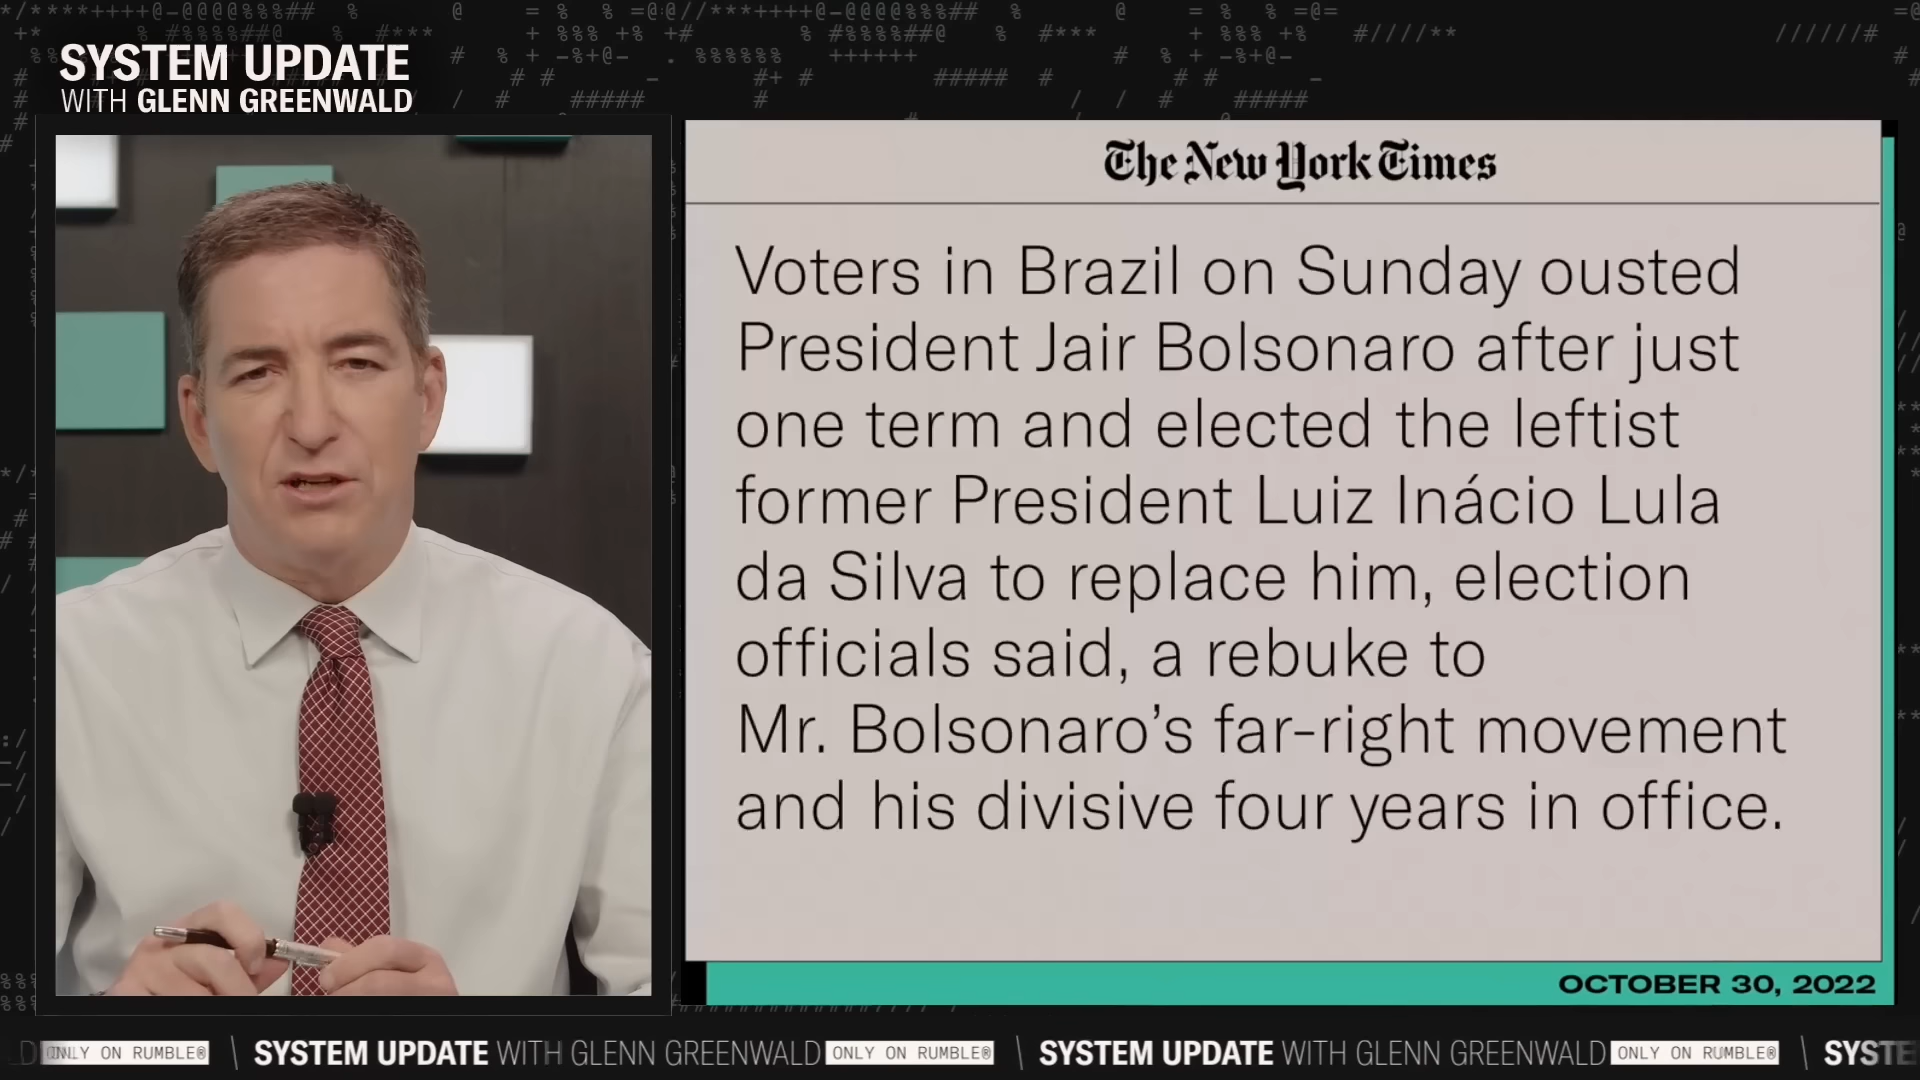 SYSTEM UPDATE
WITH GLENN GREENWALD
The New York Times
Voters in Brazil on Sunday ousted
President Jair Bolsonaro after just
one term and elected the leftist
former President Luiz Inácio Lula
da Silva to replace him, election
officials said, a rebuke to
Mr. Bolsonaro’s far-right movement
and his divisive four years in office.
OCTOBER 30, 2022
ONLY ON RUMBLE® \ SYSTEM UPDATE WITH GLENN GREENWALD ONLY ON RUMBLE® \ SYSTEM UPDATE WITH GLENN GREENWALD ONLY ON RUMBLE® \ SYSTE